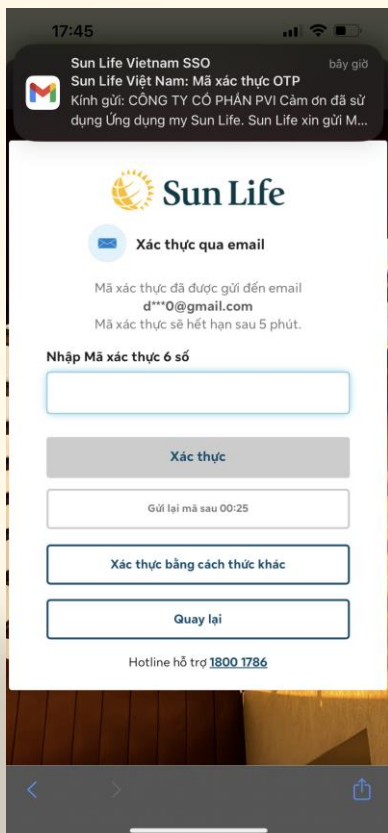 17:45
Sun Life Vietnam SSO
bây giờ
Sun Life Việt Nam: Mã xác thực OTP
Kính gửi: CÔNG TY CỔ PHẦN PVI Cảm ơn đã sử
dụng Ứng dụng my Sun Life. Sun Life xin gửi M...
Sun Life
Xác thực qua email
Mã xác thực đã được gửi đến email
d***0@gmail.com
Mã xác thực sẽ hết hạn sau 5 phút.
Nhập Mã xác thực 6 số
Xác thực
Gửi lại mã sau 00:25
Xác thực bằng cách thức khác
Quay lại
Hotline hỗ trợ 1800 1786